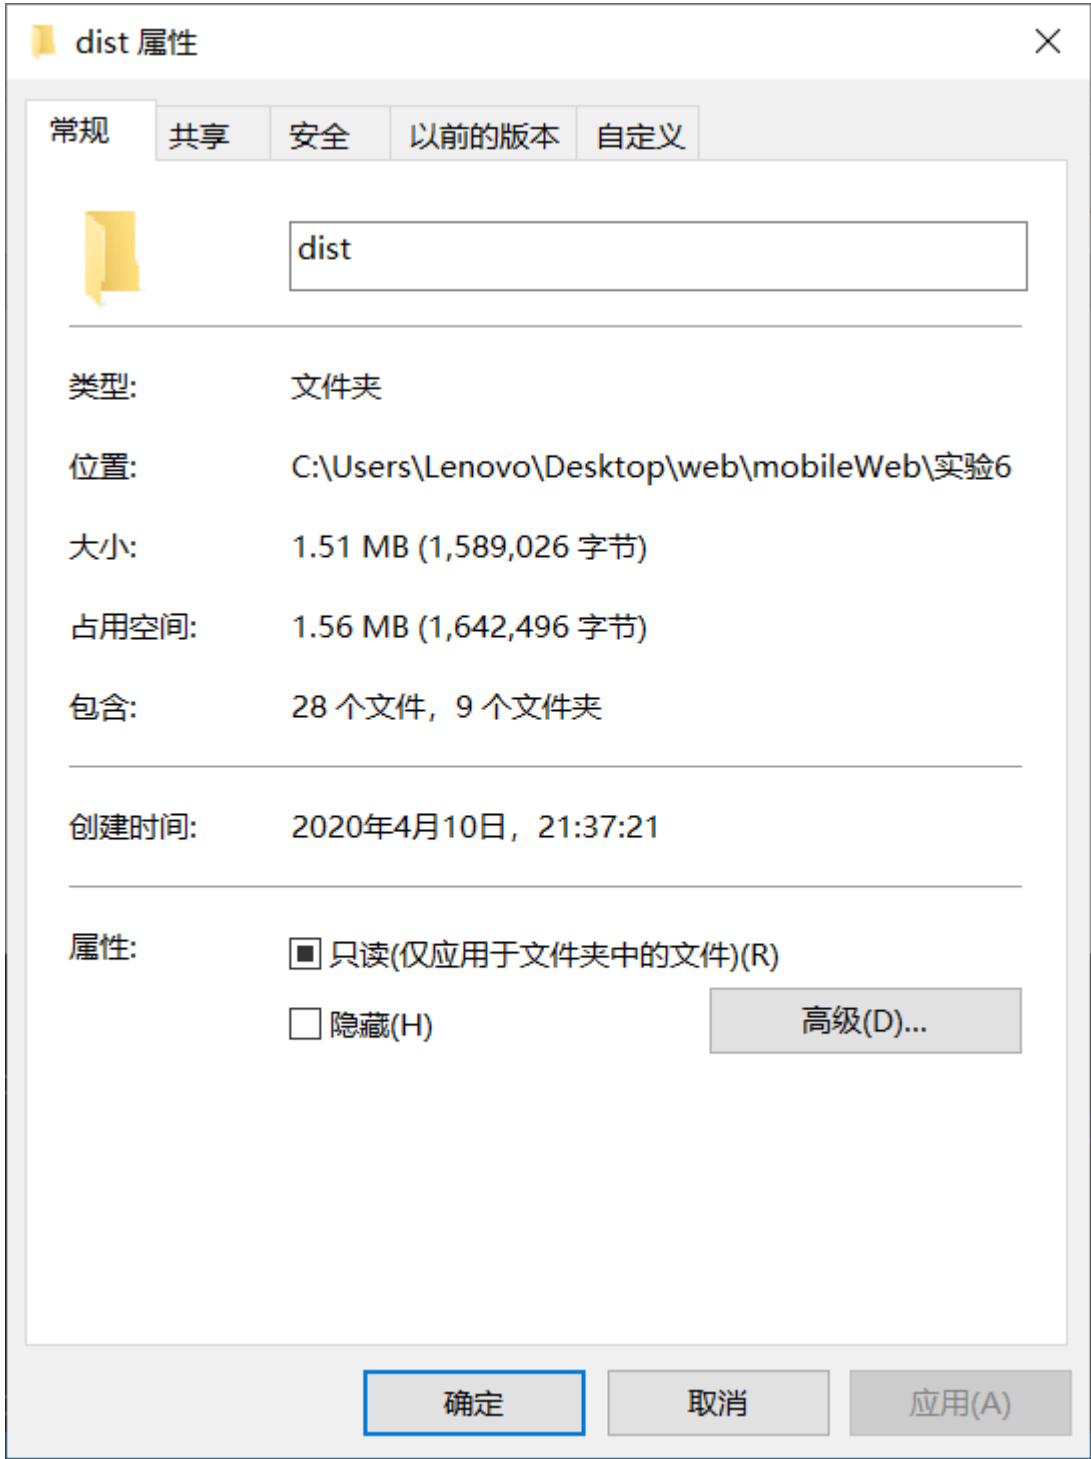 dist 属性
常规 共享 安全 以前的版本 自定义
dist
类型: 文件夹
位置: C:\Users\Lenovo\Desktop\web\mobileWeb\实验6
大小: 1.51 MB (1,589,026 字节)
占用空间: 1.56 MB (1,642,496 字节)
包含: 28 个文件，9 个文件夹
创建时间: 2020年4月10日，21:37:21
属性: 只读(仅应用于文件夹中的文件)(R)
隐藏(H) 高级(D)...
确定 取消 应用(A)